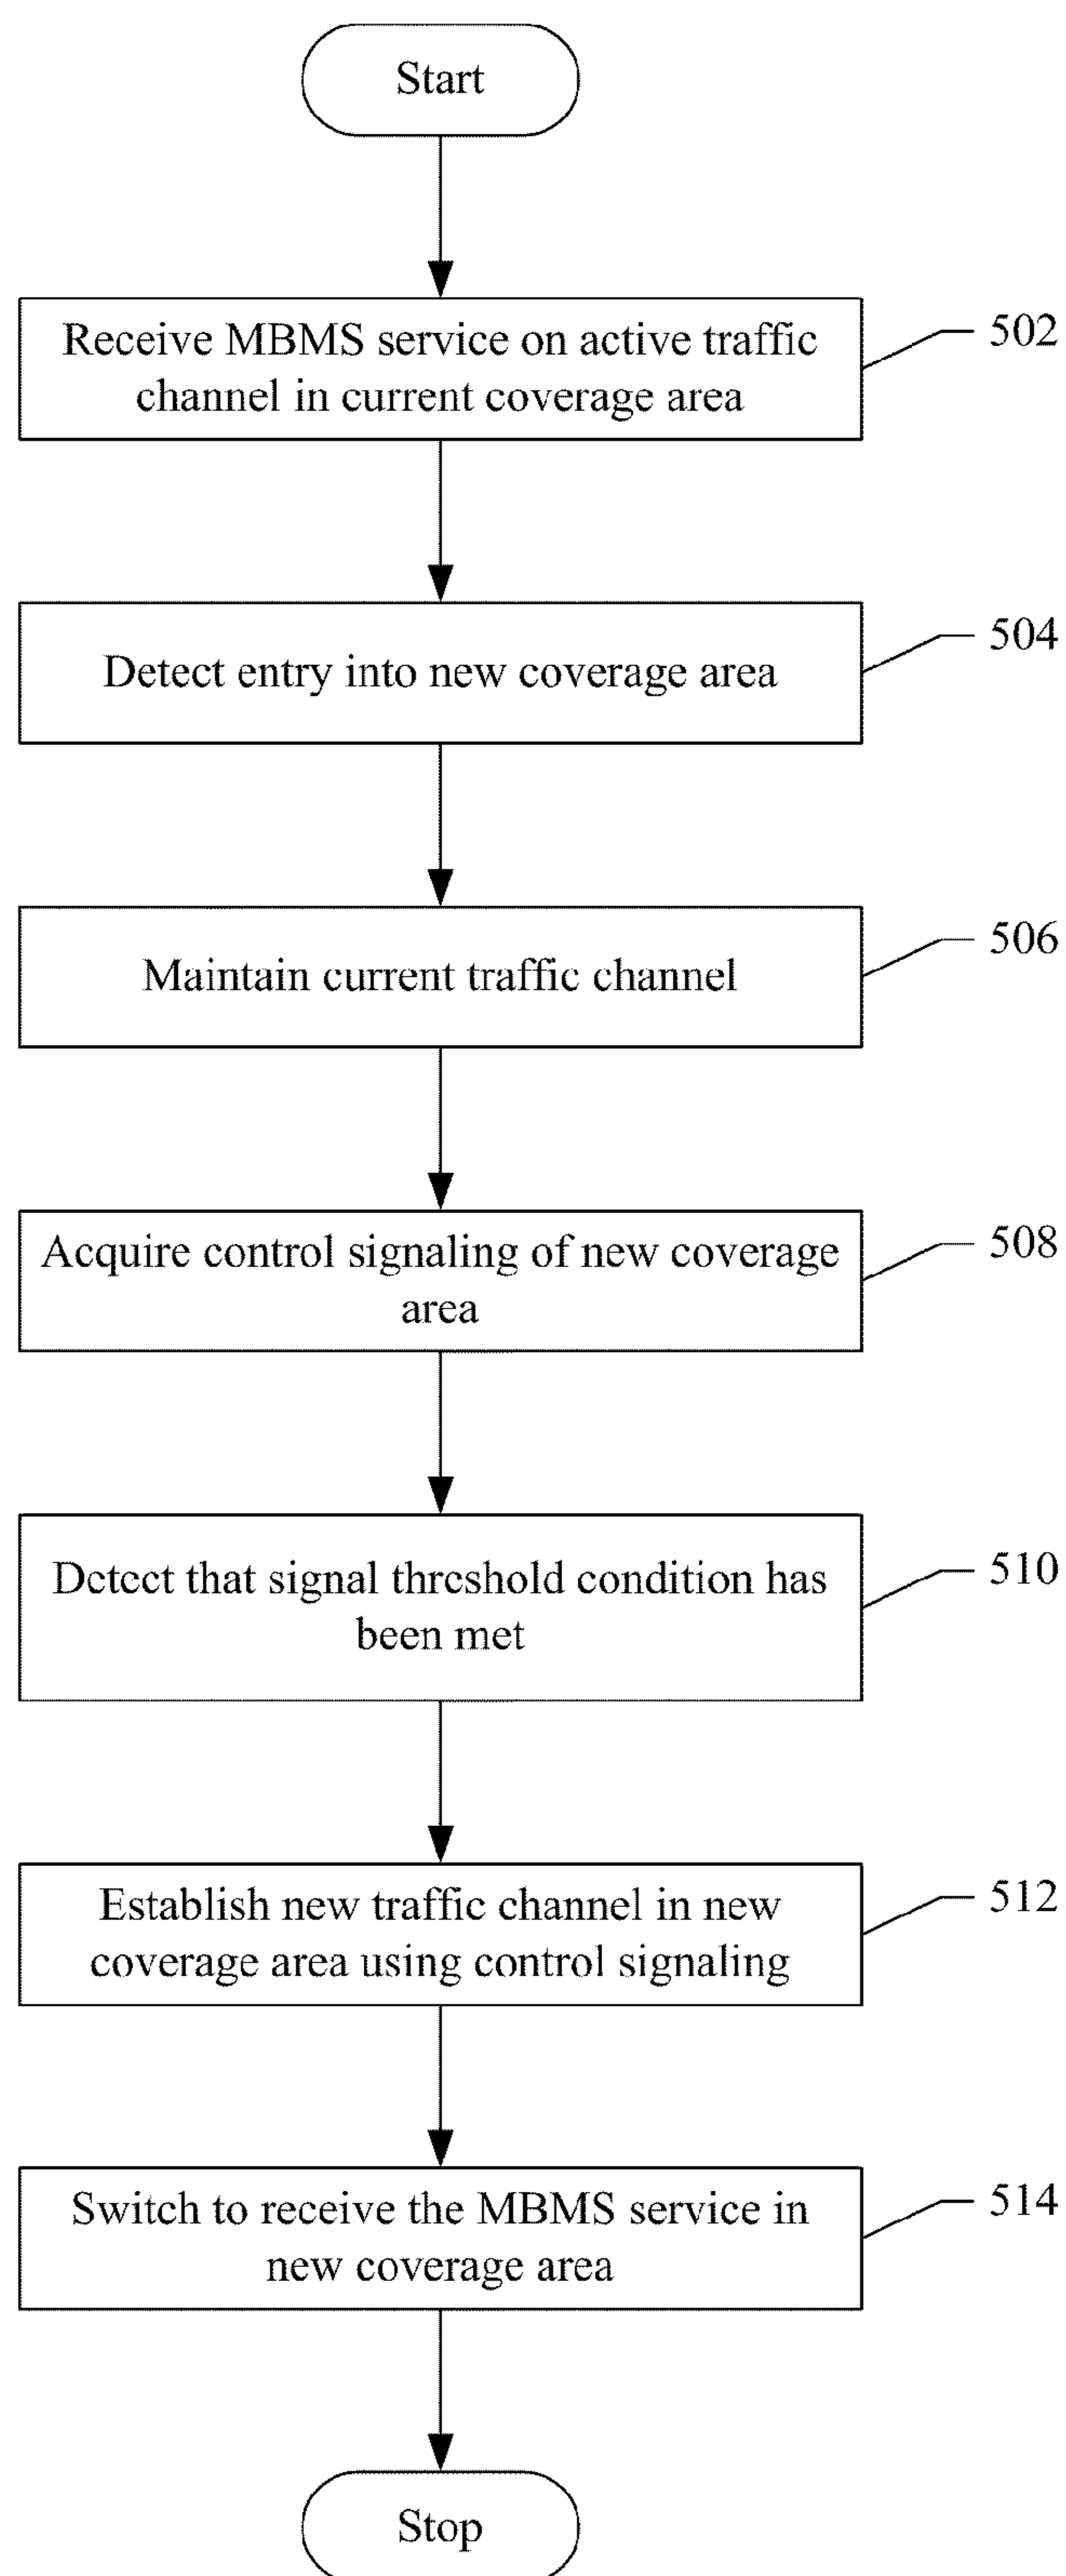 Start
Receive MBMS service on active traffic
channel in current coverage area
502
Detect entry into new coverage area
504
Maintain current traffic channel
506
Acquire control signaling of new coverage
area
508
Detect that signal threshold condition has
been met
510
Establish new traffic channel in new
coverage area using control signaling
512
Switch to receive the MBMS service in
new coverage area
514
Stop